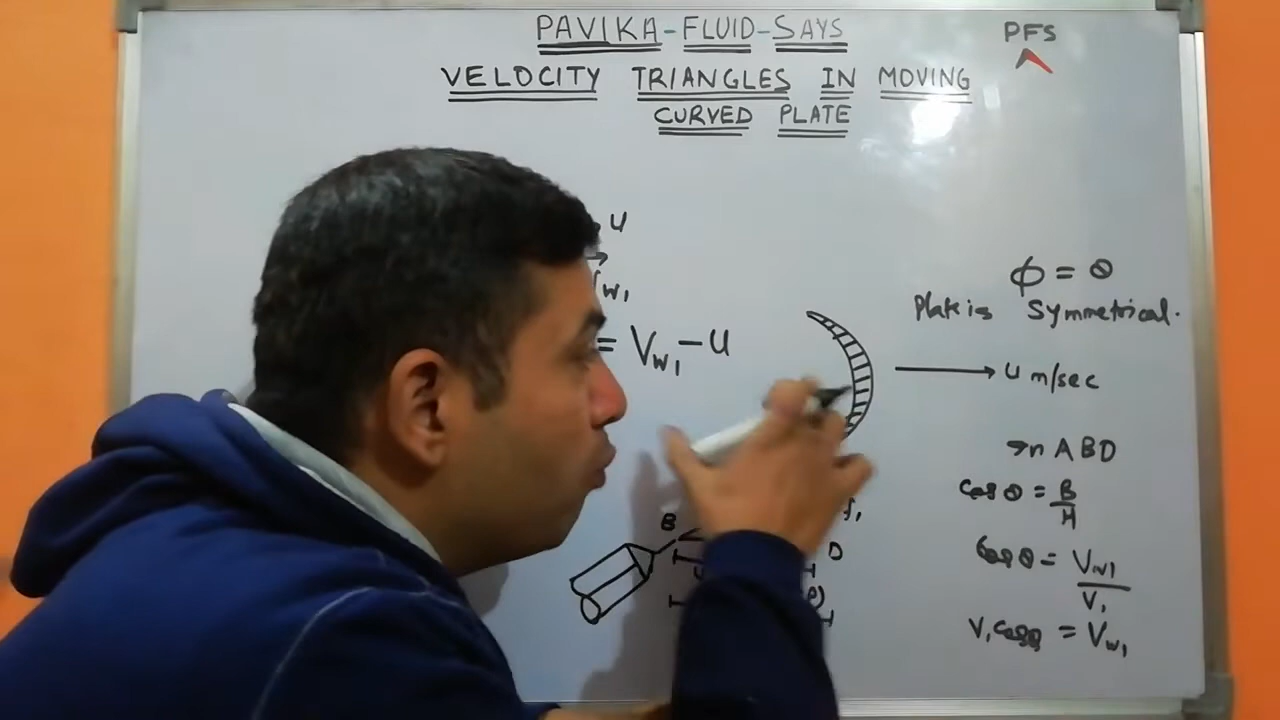 PAVIKA-FLUID-SAYS
PFS
VELOCITY TRIANGLES IN MOVING
CURVED PLATE
u
W1
= VW1 - u
ϕ = θ
Plate is Symmetrical.
u m/sec
In ABD
Cos θ = B/H
Cos θ = VW1/V1
V1 Cos θ = VW1
B
D